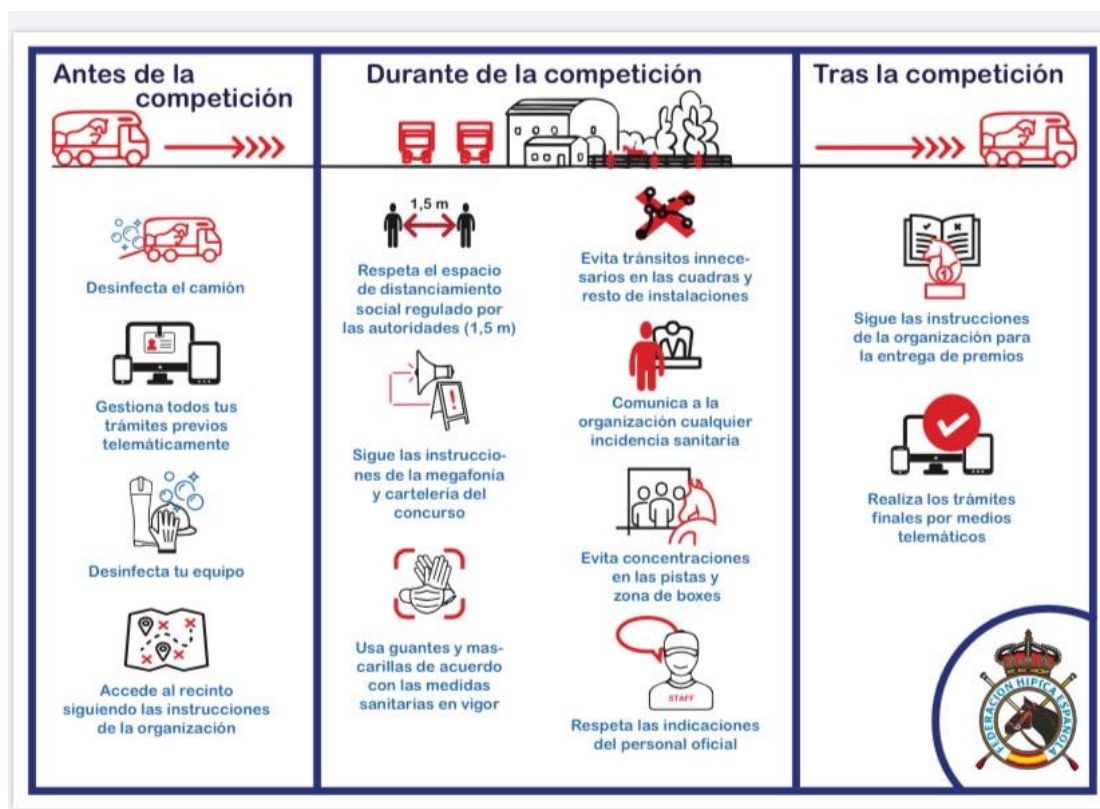 Antes de la
competición
Desinfecta el camión
Gestiona todos tus
trámites previos
telemáticamente
Desinfecta tu equipo
Accede al recinto
siguiendo las instrucciones
de la organización
Durante de la competición
1,5 m
Respeta el espacio
de distanciamiento
social regulado por
las autoridades (1,5 m)
Sigue las instruccio-
nes de la megafonía
y cartelería del
concurso
Usa guantes y mas-
carillas de acuerdo
con las medidas
sanitarias en vigor
Evita tránsitos innece-
sarios en las cuadras y
resto de instalaciones
Comunica a la
organización cualquier
incidencia sanitaria
Evita concentraciones
en las pistas y
zona de boxes
STAFF
Respeta las indicaciones
del personal oficial
Tras la competición
1
Sigue las instrucciones
de la organización para
la entrega de premios
Realiza los trámites
finales por medios
telemáticos
FEDERACIÓN HÍPICA ESPAÑOLA